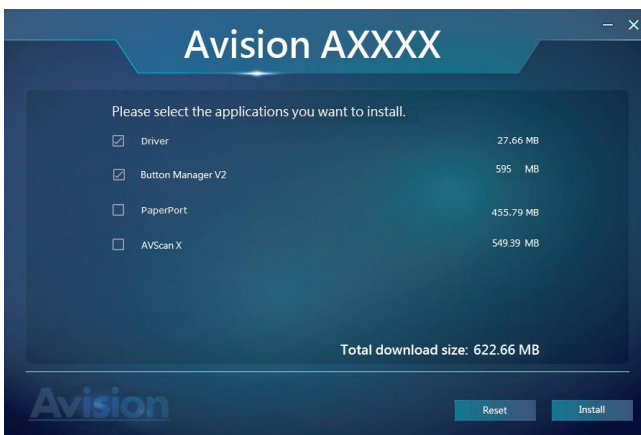 Avision AXXXX
Please select the applications you want to install.
Driver 27.66 MB
Button Manager V2 595 MB
PaperPort 455.79 MB
AVScan X 549.39 MB
Total download size: 622.66 MB
Avision
Reset Install